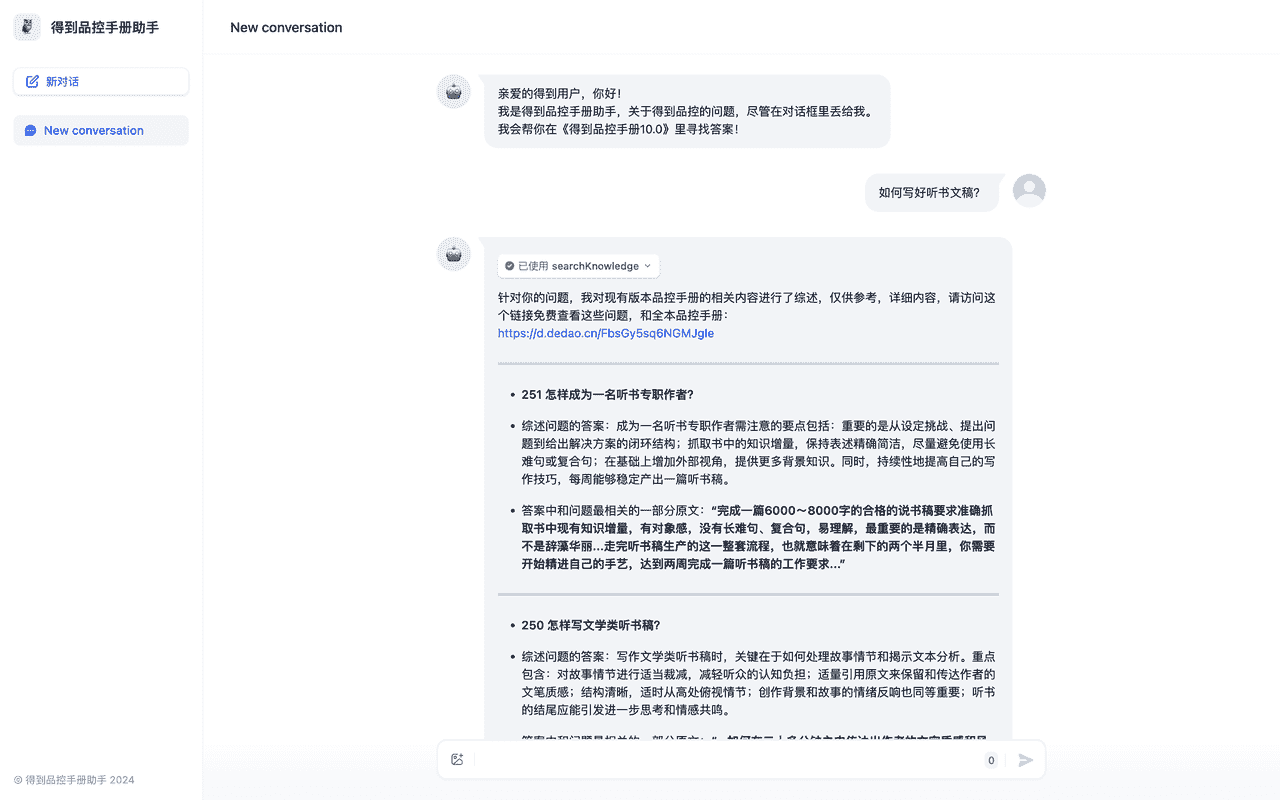 得到品控手册助手
New conversation
新对话
New conversation
亲爱的得到用户，你好！
我是得到品控手册助手，关于得到品控的问题，尽管在对话框里丢给我。
我会帮你在《得到品控手册10.0》里寻找答案！
如何写好听书文稿？
已使用 searchKnowledge
针对你的问题，我对现有版本品控手册的相关内容进行了综述，仅供参考，详细内容，请访问这
个链接免费查看这些问题，和全本品控手册：
https://d.dedao.cn/FbsGy5sq6NGMJgIe
• 251 怎样成为一名听书专职作者？
• 综述问题的答案：成为一名听书专职作者需注意的要点包括：重要的是从设定挑战、提出问
题到给出解决方案的闭环结构；抓取书中的知识增量，保持表述精确简洁，尽量避免使用长
难句或复合句；在基础上增加外部视角，提供更多背景知识。同时，持续性地提高自己的写
作技巧，每周能够稳定产出一篇听书稿。
• 答案中和问题最相关的一部分原文：“完成一篇6000～8000字的合格的说书稿要求准确抓
取书中现有知识增量，有对象感，没有长难句、复合句，易理解，最重要的是精确表达，而
不是辞藻华丽...走完听书稿生产的这一整套流程，也就意味着在剩下的两个半月里，你需要
开始精进自己的手艺，达到两周完成一篇听书稿的工作要求...”
• 250 怎样写文学类听书稿？
• 综述问题的答案：写作文学类听书稿时，关键在于如何处理故事情节和揭示文本分析。重点
包含：对故事情节进行适当裁减，减轻听众的认知负担；适量引用原文来保留和传达作者的
文笔质感；结构清晰，适时从高处俯视情节；创作背景和故事的情绪反响也同等重要；听书
的结尾应能引发进一步思考和情感共鸣。
0
© 得到品控手册助手 2024